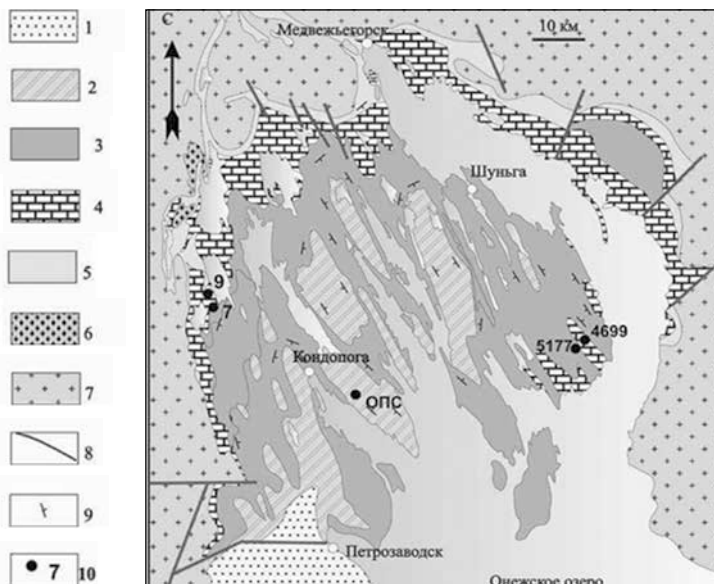 1
2
3
4
5
6
7
8
9
7 10
С
10 км
Медвежьегорск
Шуньга
9
7
4699
5177
Кондопога
ОПС
Петрозаводск
Онежское озеро